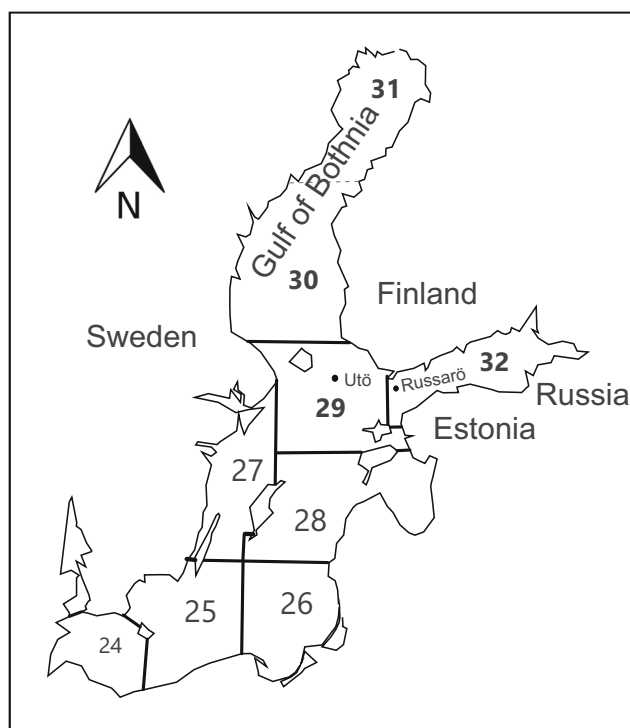 31
Gulf of Bothnia
N
30
Finland
Sweden
32
Utö
Russarö
Russia
29
Estonia
27
28
25
26
24